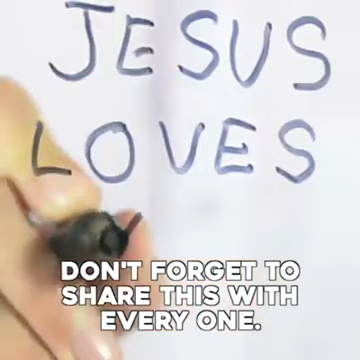 JESUS
LOVES
DON'T FORGET TO
SHARE THIS WITH
EVERY ONE.